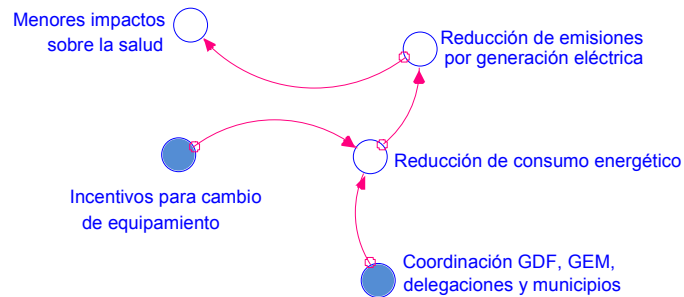 Menores impactos
sobre la salud
Reducción de emisiones
por generación eléctrica
Reducción de consumo energético
Incentivos para cambio
de equipamiento
Coordinación GDF, GEM,
delegaciones y municipios